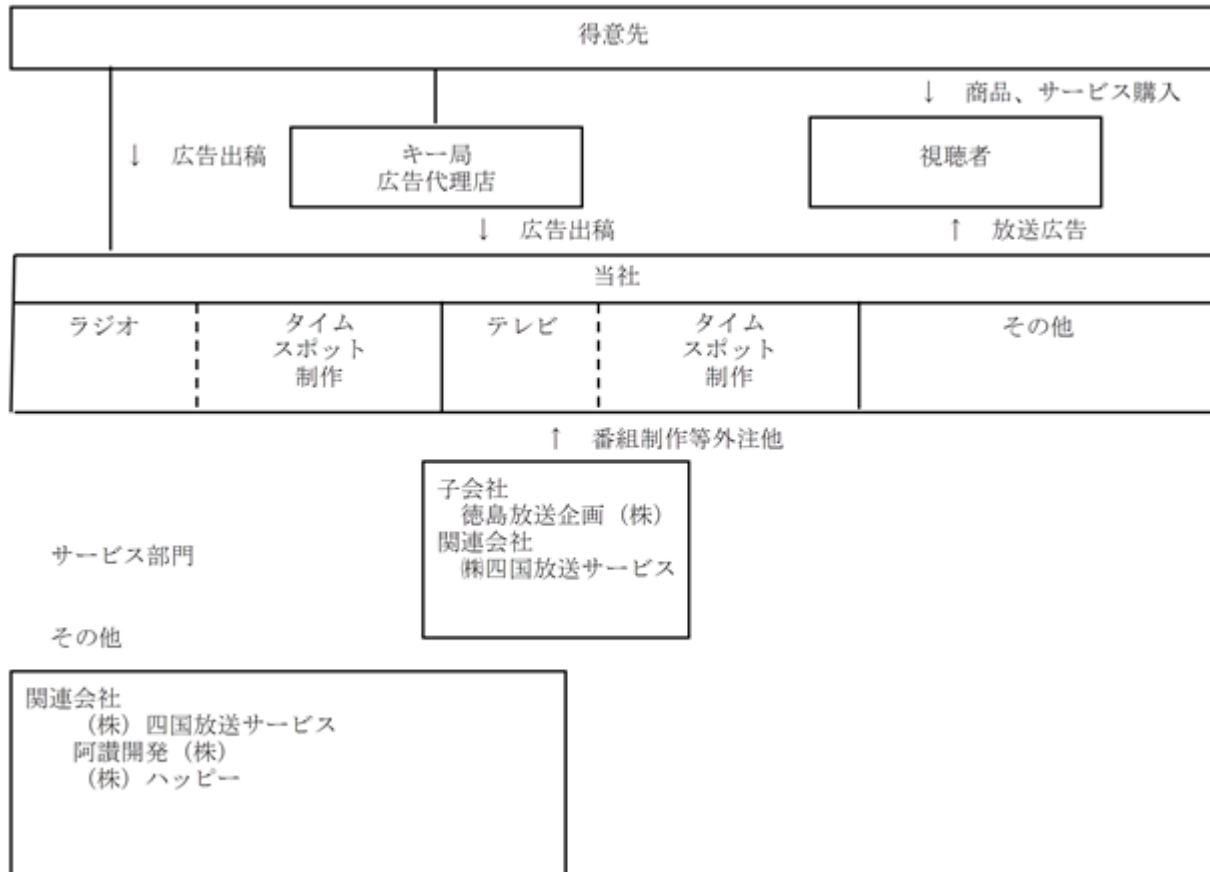 得意先
↓ 商品、サービス購入
↓ 広告出稿
キー局
広告代理店
視聴者
↓ 広告出稿
↑ 放送広告
当社
ラジオ
タイム
スポット
制作
テレビ
タイム
スポット
制作
その他
↑ 番組制作等外注他
子会社
徳島放送企画（株）
関連会社
㈱四国放送サービス
サービス部門
その他
関連会社
（株）四国放送サービス
阿讃開発（株）
（株）ハッピー